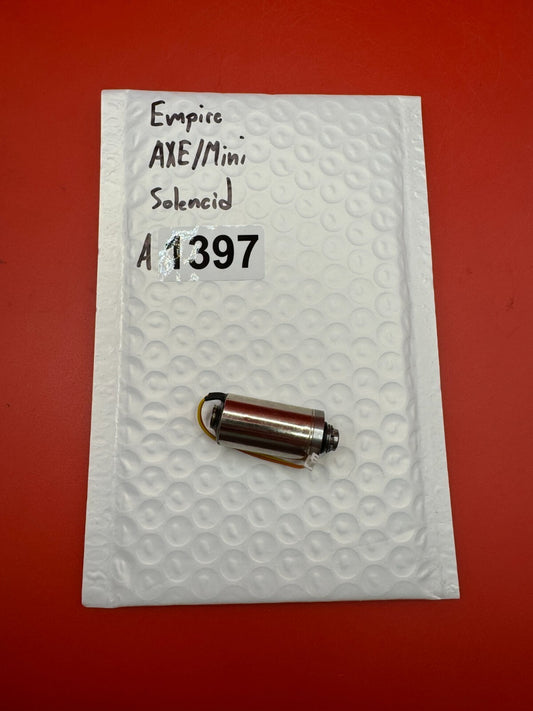 Empire
AXE/Mini
Solenoid
A 1397